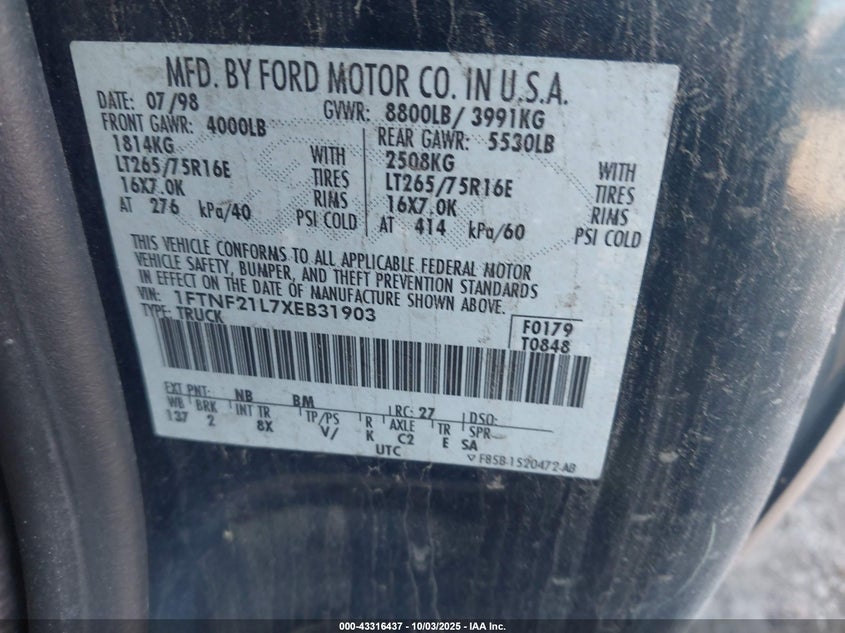 MFD. BY FORD MOTOR CO. IN U.S.A.
DATE: 07/98 GVWR: 8800LB/ 3991KG
FRONT GAWR: 4000LB REAR GAWR: 5530LB
1814KG WITH 2508KG WITH
LT265/75R16E TIRES LT265/75R16E TIRES
16X7.0K RIMS 16X7.0K RIMS
AT 276 kPa/40 PSI COLD AT 414 kPa/60 PSI COLD
THIS VEHICLE CONFORMS TO ALL APPLICABLE FEDERAL MOTOR
VEHICLE SAFETY, BUMPER, AND THEFT PREVENTION STANDARDS
IN EFFECT ON THE DATE OF MANUFACTURE SHOWN ABOVE.
VIN: 1FTNF21L7XEB31903
TYPE: TRUCK
F0179
T0848
EXT PNT: NB BM RC: 27 DSO:
WB BRK INT TR TP/PS R AXLE TR SPR
137 2 8X V/ K C2 E SA
UTC
F85B-1520472-AB
000-43316437 - 10/03/2025 - IAA Inc.